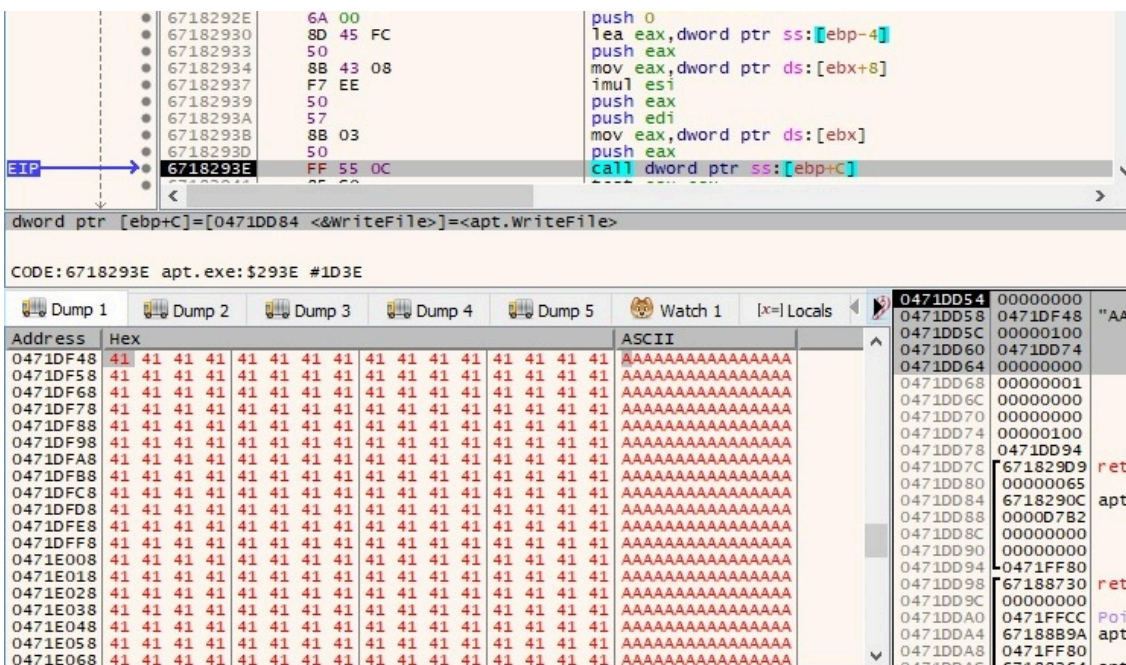 6718292E 6A 00 push 0
67182930 8D 45 FC lea eax,dword ptr ss:[ebp-4]
67182933 50 push eax
67182934 8B 43 08 mov eax,dword ptr ds:[ebx+8]
67182937 F7 EE imul esi
67182939 50 push eax
6718293A 57 push edi
6718293B 8B 03 mov eax,dword ptr ds:[ebx]
6718293D 50 push eax
EIP 6718293E FF 55 0C call dword ptr ss:[ebp+C]
dword ptr [ebp+C]=[0471DD84 <&WriteFile>]=<apt.WriteFile>
CODE:6718293E apt.exe:$293E #1D3E
Dump 1 Dump 2 Dump 3 Dump 4 Dump 5 Watch 1 [x=] Locals
Address Hex ASCII
0471DF48 41 41 41 41 41 41 41 41 41 41 41 41 41 41 41 41 AAAAAAAAAAAAAAAA
0471DF58 41 41 41 41 41 41 41 41 41 41 41 41 41 41 41 41 AAAAAAAAAAAAAAAA
0471DF68 41 41 41 41 41 41 41 41 41 41 41 41 41 41 41 41 AAAAAAAAAAAAAAAA
0471DF78 41 41 41 41 41 41 41 41 41 41 41 41 41 41 41 41 AAAAAAAAAAAAAAAA
0471DF88 41 41 41 41 41 41 41 41 41 41 41 41 41 41 41 41 AAAAAAAAAAAAAAAA
0471DF98 41 41 41 41 41 41 41 41 41 41 41 41 41 41 41 41 AAAAAAAAAAAAAAAA
0471DFA8 41 41 41 41 41 41 41 41 41 41 41 41 41 41 41 41 AAAAAAAAAAAAAAAA
0471DFB8 41 41 41 41 41 41 41 41 41 41 41 41 41 41 41 41 AAAAAAAAAAAAAAAA
0471DFC8 41 41 41 41 41 41 41 41 41 41 41 41 41 41 41 41 AAAAAAAAAAAAAAAA
0471DFD8 41 41 41 41 41 41 41 41 41 41 41 41 41 41 41 41 AAAAAAAAAAAAAAAA
0471DFE8 41 41 41 41 41 41 41 41 41 41 41 41 41 41 41 41 AAAAAAAAAAAAAAAA
0471DFF8 41 41 41 41 41 41 41 41 41 41 41 41 41 41 41 41 AAAAAAAAAAAAAAAA
0471E008 41 41 41 41 41 41 41 41 41 41 41 41 41 41 41 41 AAAAAAAAAAAAAAAA
0471E018 41 41 41 41 41 41 41 41 41 41 41 41 41 41 41 41 AAAAAAAAAAAAAAAA
0471E028 41 41 41 41 41 41 41 41 41 41 41 41 41 41 41 41 AAAAAAAAAAAAAAAA
0471E038 41 41 41 41 41 41 41 41 41 41 41 41 41 41 41 41 AAAAAAAAAAAAAAAA
0471E048 41 41 41 41 41 41 41 41 41 41 41 41 41 41 41 41 AAAAAAAAAAAAAAAA
0471E058 41 41 41 41 41 41 41 41 41 41 41 41 41 41 41 41 AAAAAAAAAAAAAAAA
0471E068 41 41 41 41 41 41 41 41 41 41 41 41 41 41 41 41 AAAAAAAAAAAAAAAA
0471DD54 00000000
0471DD58 0471DF48 "AA
0471DD5C 00000100
0471DD60 0471DD74
0471DD64 00000000
0471DD68 00000001
0471DD6C 00000000
0471DD70 00000000
0471DD74 00000100
0471DD78 0471DD94
0471DD7C 671829D9 ret
0471DD80 00000065
0471DD84 6718290C apt
0471DD88 0000D7B2
0471DD8C 00000000
0471DD90 00000000
0471DD94 0471FF80
0471DD98 67188730 ret
0471DD9C 00000000
0471DDA0 0471FFCC Poi
0471DDA4 67188B9A apt
0471DDA8 0471FF80